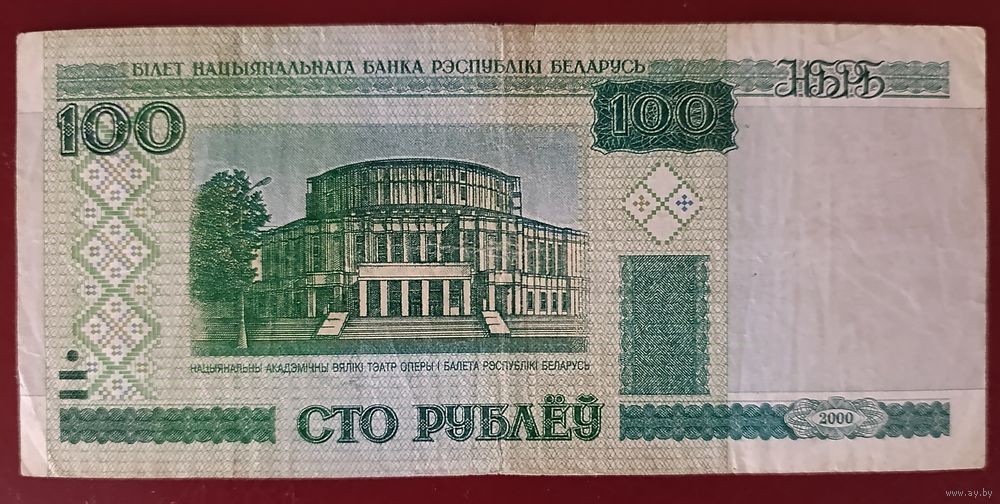 БІЛЕТ НАЦЫЯНАЛЬНАГА БАНКА РЭСПУБЛІКІ БЕЛАРУСЬ
НБРБ
100
100
НАЦЫЯНАЛЬНЫ АКАДЭМІЧНЫ ВЯЛІКІ ТЭАТР ОПЕРЫ І БАЛЕТА РЭСПУБЛІКІ БЕЛАРУСЬ
СТО РУБЛЁЎ
2000
www.ay.by